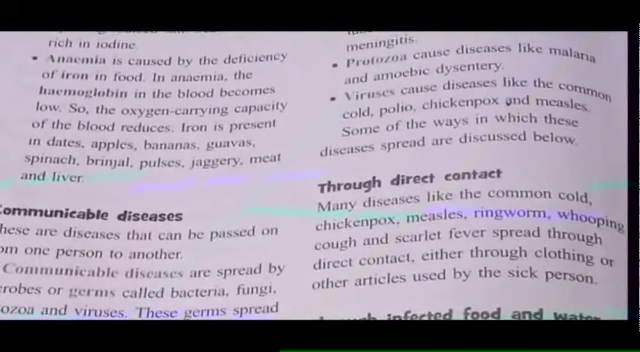 rich in iodine.
• Anaemia is caused by the deficiency
of iron in food. In anaemia, the
haemoglobin in the blood becomes
low. So, the oxygen-carrying capacity
of the blood reduces. Iron is present
in dates, apples, bananas, guavas,
spinach, brinjal, pulses, jaggery, meat
and liver.
Communicable diseases
hese are diseases that can be passed on
om one person to another.
Communicable diseases are spread by
robes or germs called bacteria, fungi,
ozoa and viruses. These germs spread
meningitis.
• Protozoa cause diseases like malaria
and amoebic dysentery.
• Viruses cause diseases like the common
cold, polio, chickenpox and measles.
Some of the ways in which these
diseases spread are discussed below.
Through direct contact
Many diseases like the common cold,
chickenpox, measles, ringworm, whooping
cough and scarlet fever spread through
direct contact, either through clothing or
other articles used by the sick person.
Through infected food and water